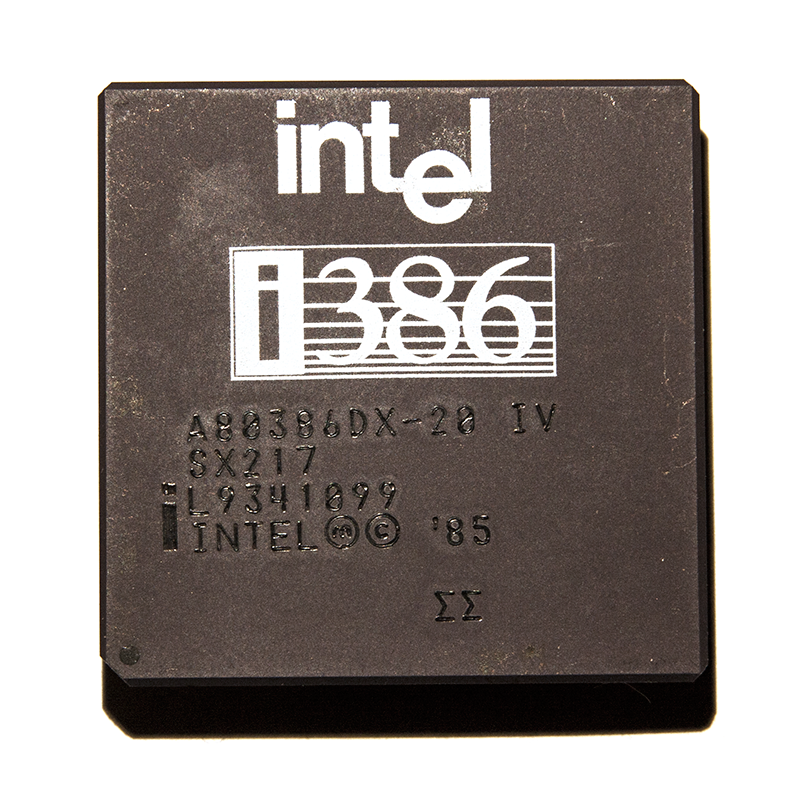 intel
i386
A80386DX-20 IV
SX217
L9341099
INTEL Ⓜ © '85
ΣΣ